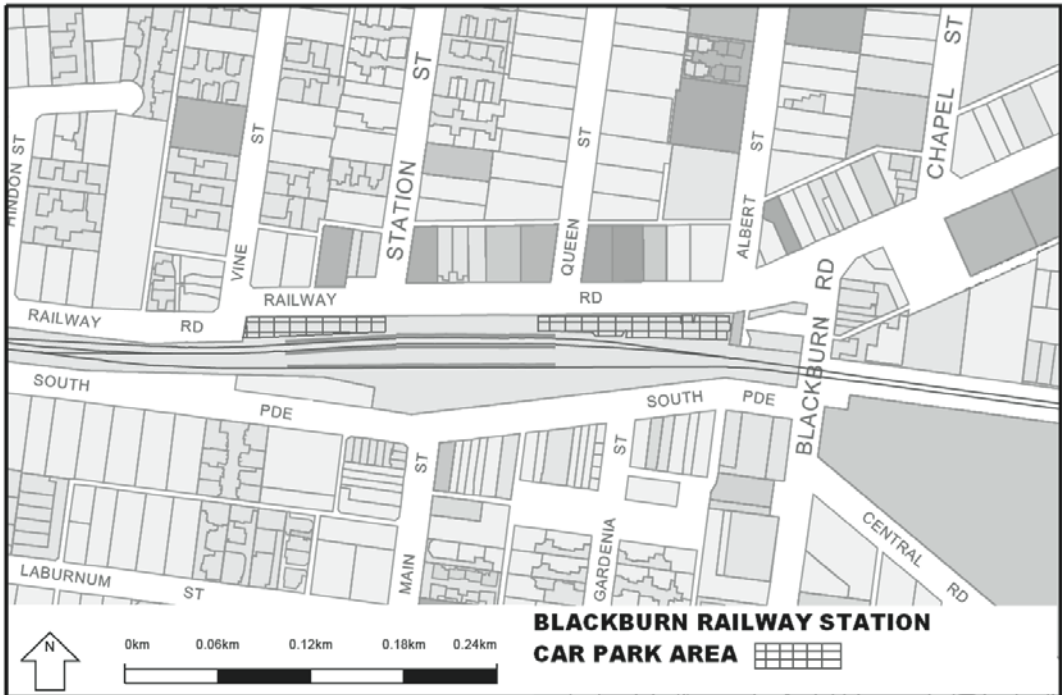 CHAPEL ST
HINDON ST
VINE ST
STATION ST
QUEEN ST
ALBERT ST
RAILWAY RD
RAILWAY RD
BLACKBURN RD
SOUTH PDE
SOUTH PDE
MAIN ST
GARDENIA ST
CENTRAL RD
LABURNUM ST
N
0km 0.06km 0.12km 0.18km 0.24km
BLACKBURN RAILWAY STATION
CAR PARK AREA